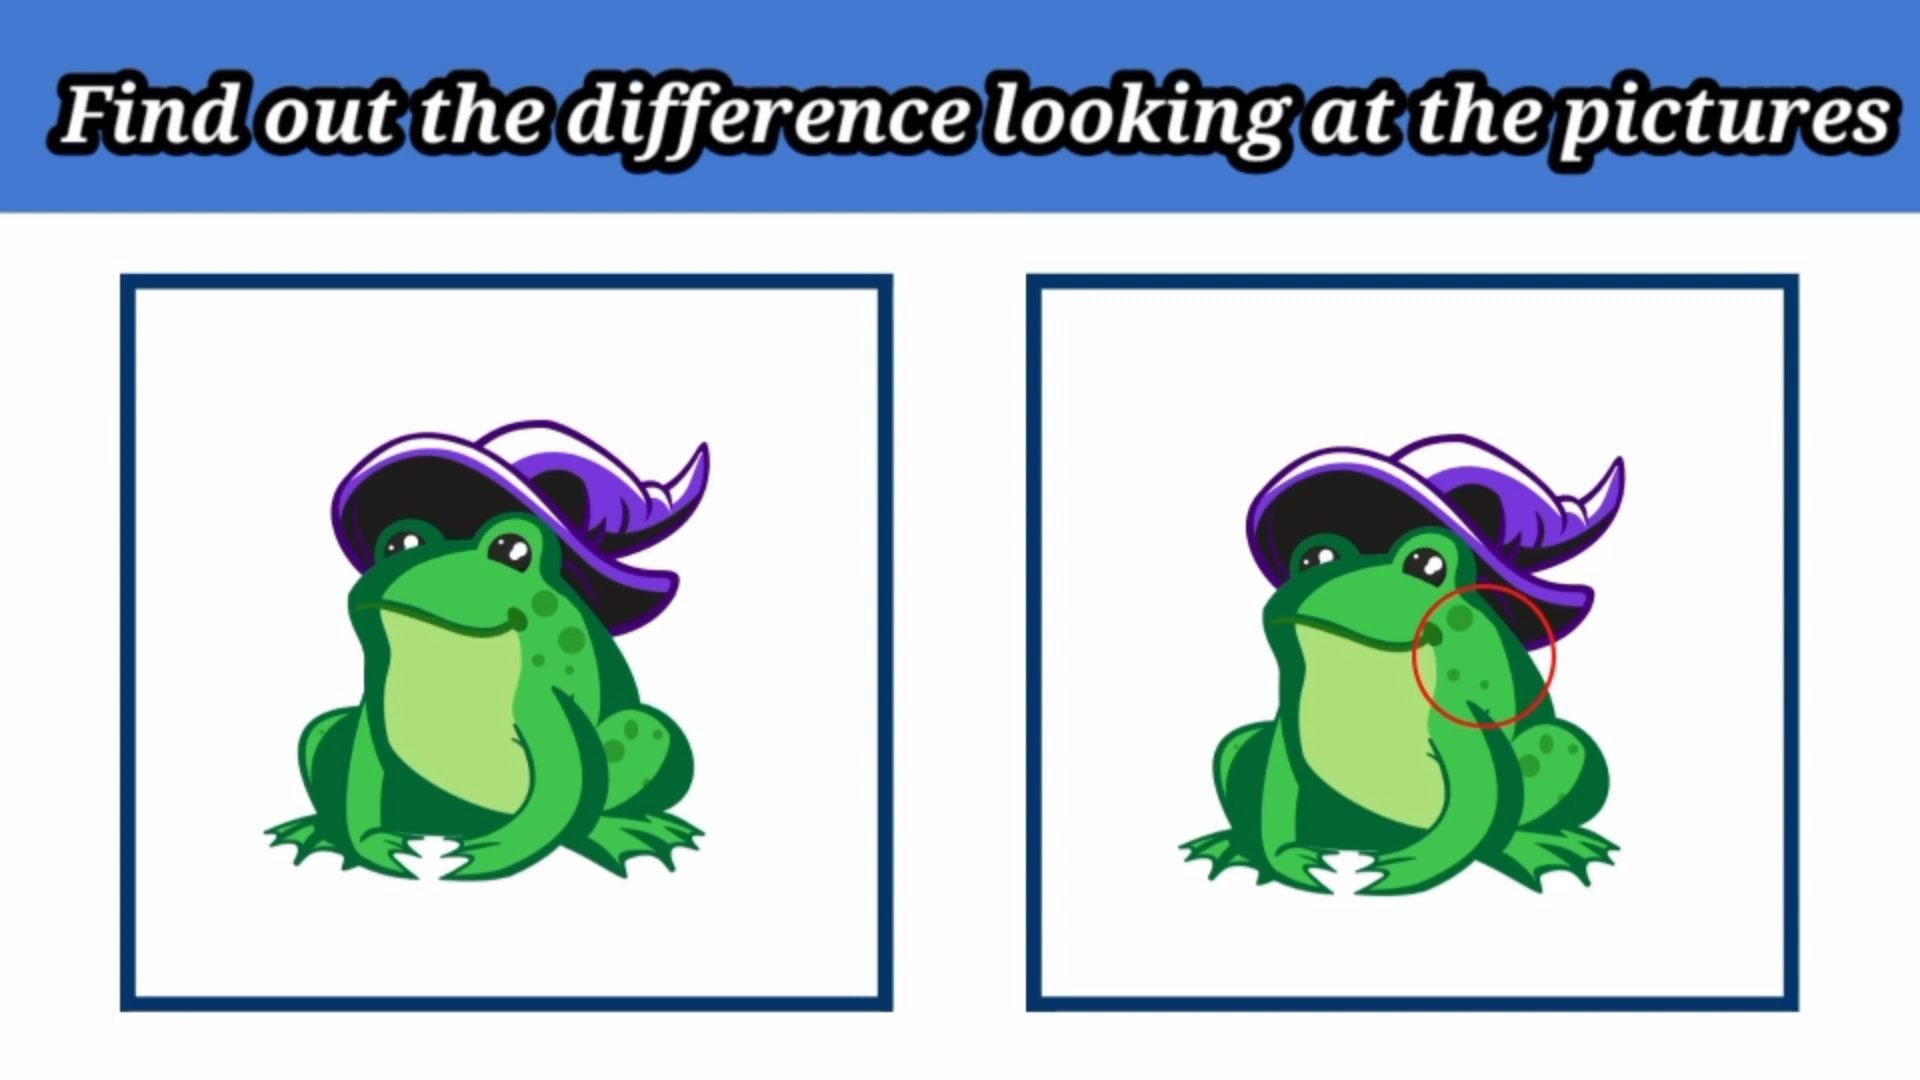 Find out the difference looking at the pictures